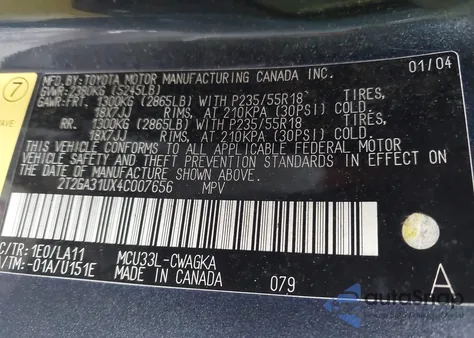 7
01/04
MFD. BY: TOYOTA MOTOR MANUFACTURING CANADA INC.
GVWR: 2380KG (5245LB)
GAWR:FRT. 1300KG (2865LB) WITH P235/55R18 TIRES,
18X7JJ RIMS, AT 210KPA (30PSI) COLD.
RR. 1300KG (2865LB) WITH P235/55R18 TIRES,
18X7JJ RIMS, AT 210KPA (30PSI) COLD.
THIS VEHICLE CONFORMS TO ALL APPLICABLE FEDERAL MOTOR
VEHICLE SAFETY AND THEFT PREVENTION STANDARDS IN EFFECT ON
THE DATE OF MANUFACTURE SHOWN ABOVE.
2T2GA31UX4C007656 MPV
C/TR: 1E0/LA11 MCU33L-CWAGKA
A/TM: -01A/U151E MADE IN CANADA 079 A
autoSnap